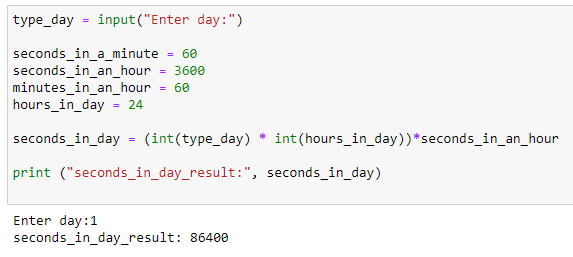 type_day = input("Enter day:")
seconds_in_a_minute = 60
seconds_in_an_hour = 3600
minutes_in_an_hour = 60
hours_in_day = 24
seconds_in_day = (int(type_day) * int(hours_in_day))*seconds_in_an_hour
print ("seconds_in_day_result:", seconds_in_day)
Enter day:1
seconds_in_day_result: 86400